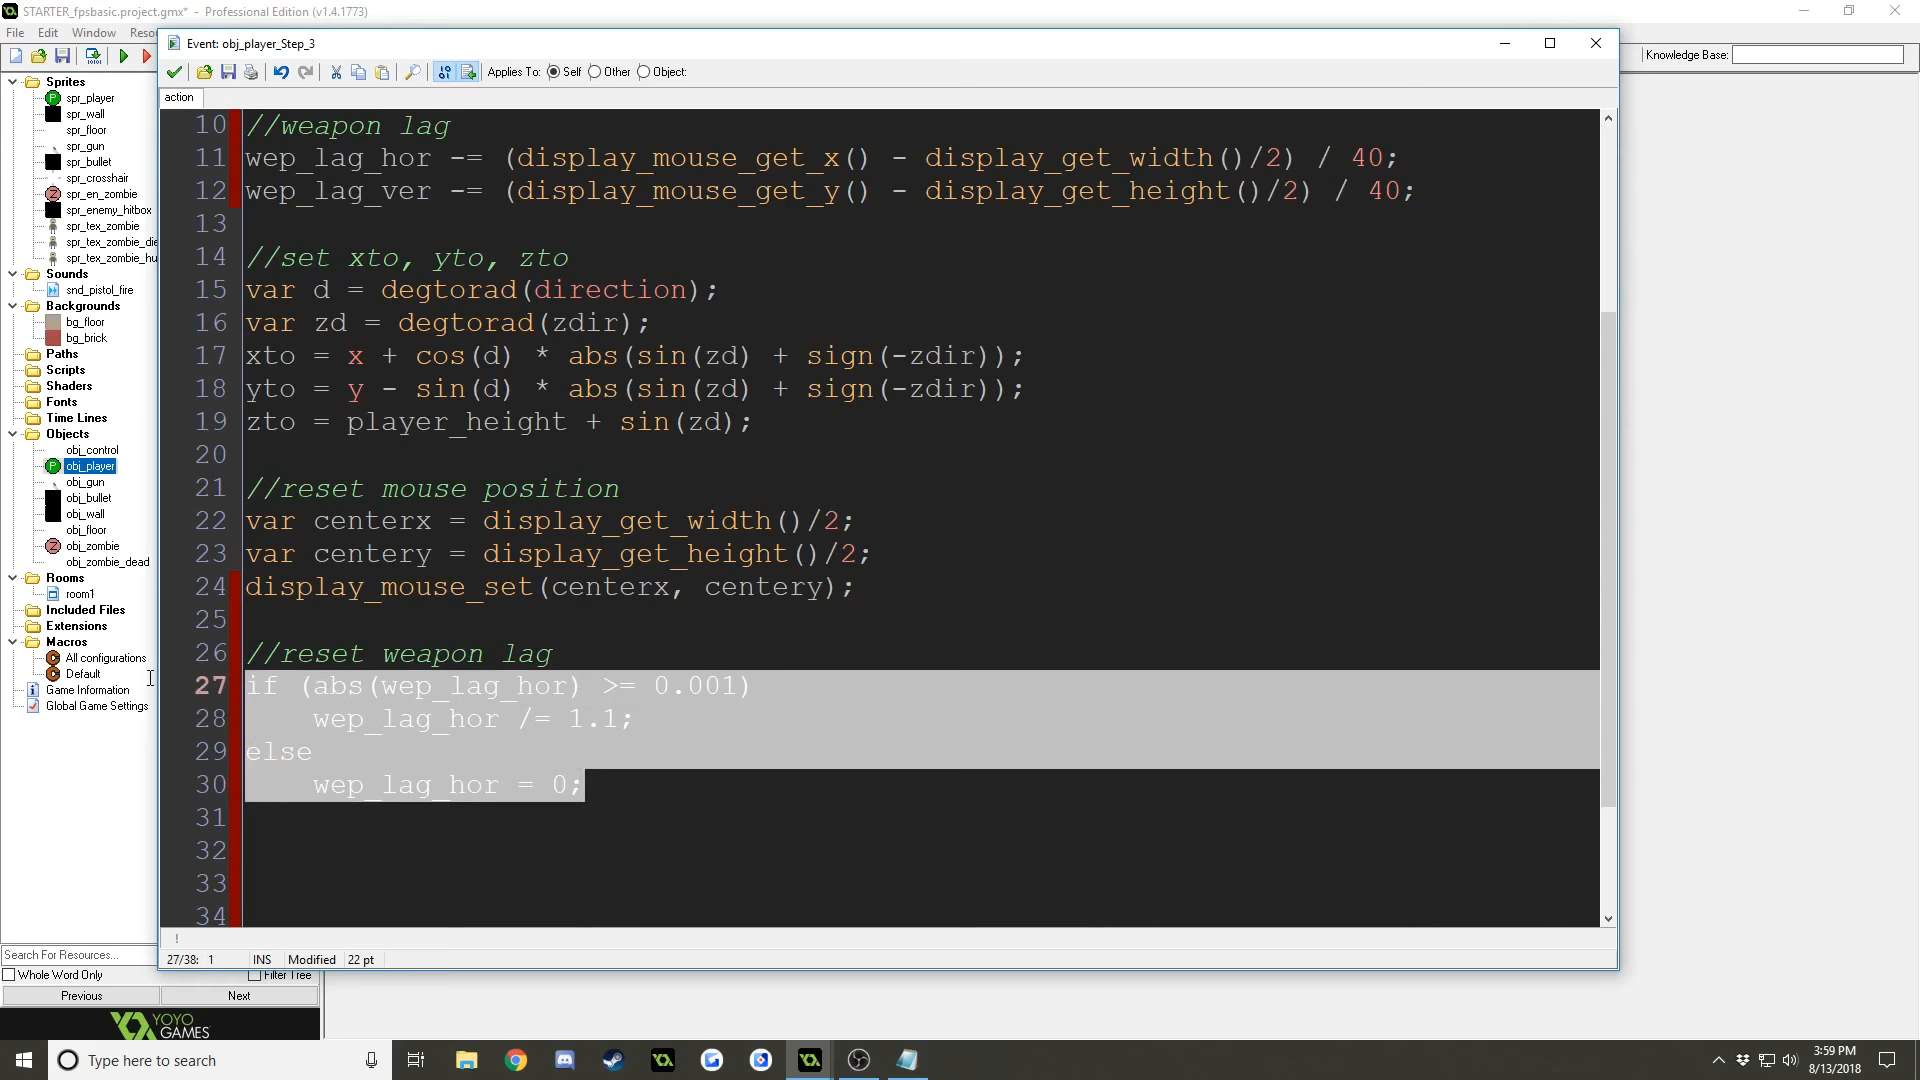 STARTER_fpsbasic.project.gmx* - Professional Edition (v1.4.1773)
File Edit Window Resou
Event: obj_player_Step_3
Applies To: Self Other Object:
Knowledge Base:
action
Sprites
spr_player
spr_wall
spr_floor
spr_gun
spr_bullet
spr_crosshair
spr_en_zombie
spr_enemy_hitbox
spr_tex_zombie
spr_tex_zombie_die
spr_tex_zombie_hu
Sounds
snd_pistol_fire
Backgrounds
bg_floor
bg_brick
Paths
Scripts
Shaders
Fonts
Time Lines
Objects
obj_control
obj_player
obj_gun
obj_bullet
obj_wall
obj_floor
obj_zombie
obj_zombie_dead
Rooms
room1
Included Files
Extensions
Macros
All configurations
Default
Game Information
Global Game Settings
10 //weapon lag
11 wep_lag_hor -= (display_mouse_get_x() - display_get_width()/2) / 40;
12 wep_lag_ver -= (display_mouse_get_y() - display_get_height()/2) / 40;
13
14 //set xto, yto, zto
15 var d = degtorad(direction);
16 var zd = degtorad(zdir);
17 xto = x + cos(d) * abs(sin(zd) + sign(-zdir));
18 yto = y - sin(d) * abs(sin(zd) + sign(-zdir));
19 zto = player_height + sin(zd);
20
21 //reset mouse position
22 var centerx = display_get_width()/2;
23 var centery = display_get_height()/2;
24 display_mouse_set(centerx, centery);
25
26 //reset weapon lag
27 if (abs(wep_lag_hor) >= 0.001)
28 wep_lag_hor /= 1.1;
29 else
30 wep_lag_hor = 0;
31
32
33
34
!
27/38: 1 INS Modified 22 pt
Search For Resources...
Whole Word Only Filter Tree
Previous Next
YOYO
GAMES
Type here to search
3:59 PM
8/13/2018